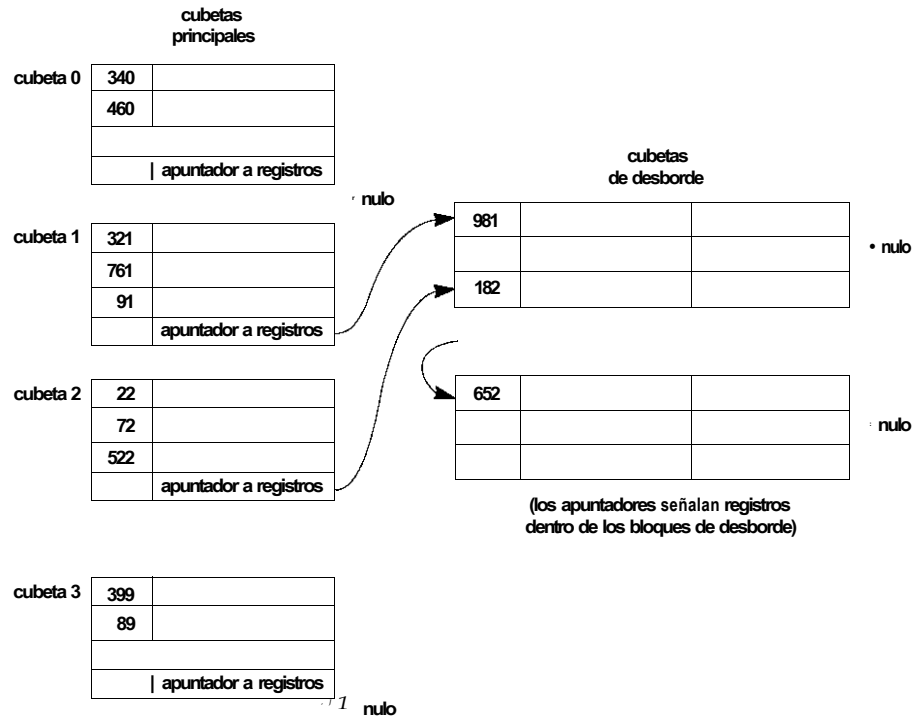 cubetas
principales
cubeta 0
340
460
| apuntador a registros
nulo
cubeta 1
321
761
91
apuntador a registros
cubeta 2
22
72
522
apuntador a registros
cubeta 3
399
89
| apuntador a registros
1 nulo
cubetas
de desborde
981
• nulo
182
652
nulo
(los apuntadores señalan registros
dentro de los bloques de desborde)